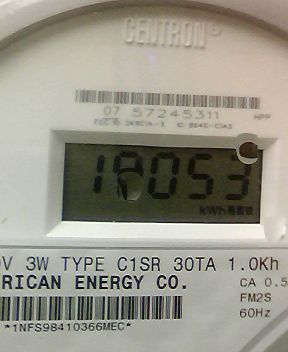 CENTRON®
07 57245311
HPP
18053
kWh
V 3W TYPE C1SR 30TA 1.0Kh
RICAN ENERGY CO.
CA 0.5
FM2S
60Hz
*1NFS98410366MEC*